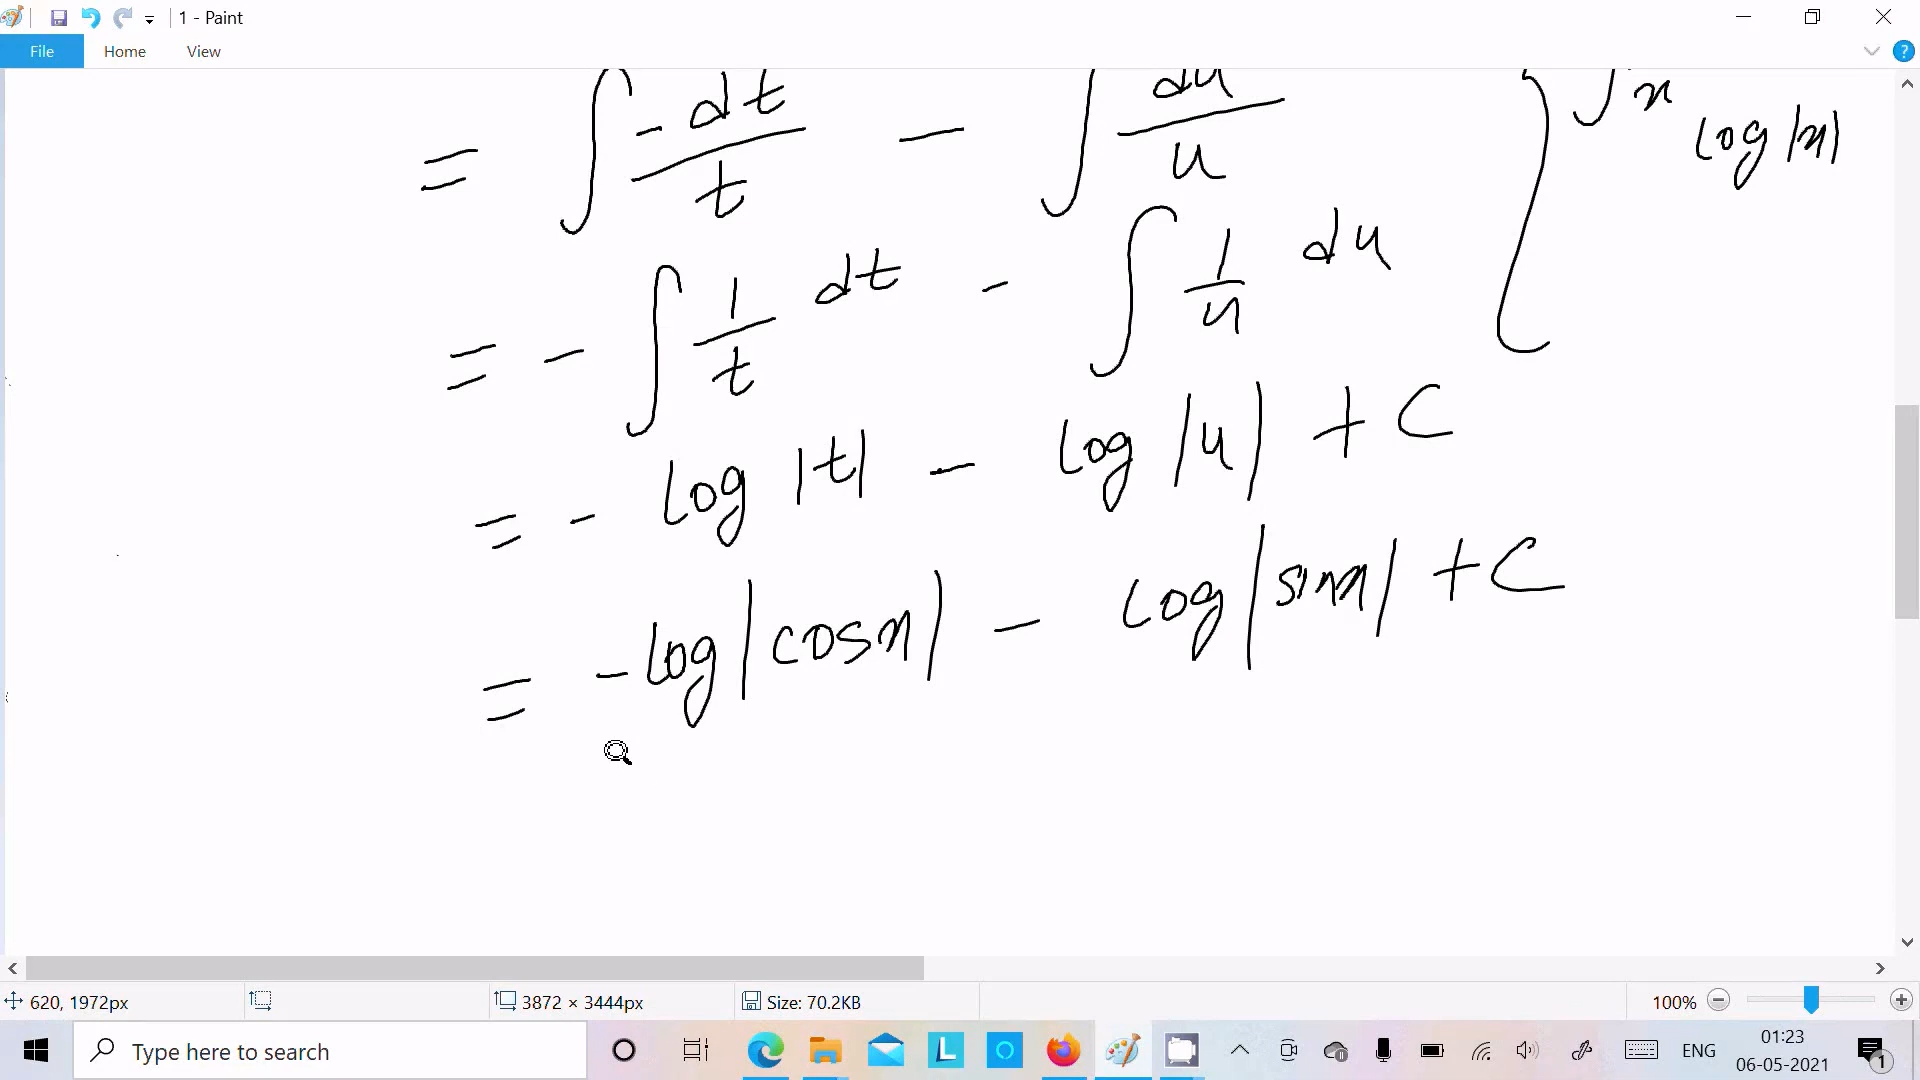 1 - Paint
File Home View
= ∫ -dt/t - ∫ du/u
∫ x
log |x|
= - ∫ 1/t dt - ∫ 1/u du
= - log |t| - log |u| + C
= - log |cosx| - log |sinx| + C
620, 1972px 3872 × 3444px Size: 70.2KB 100%
Type here to search ENG 01:23
06-05-2021 1